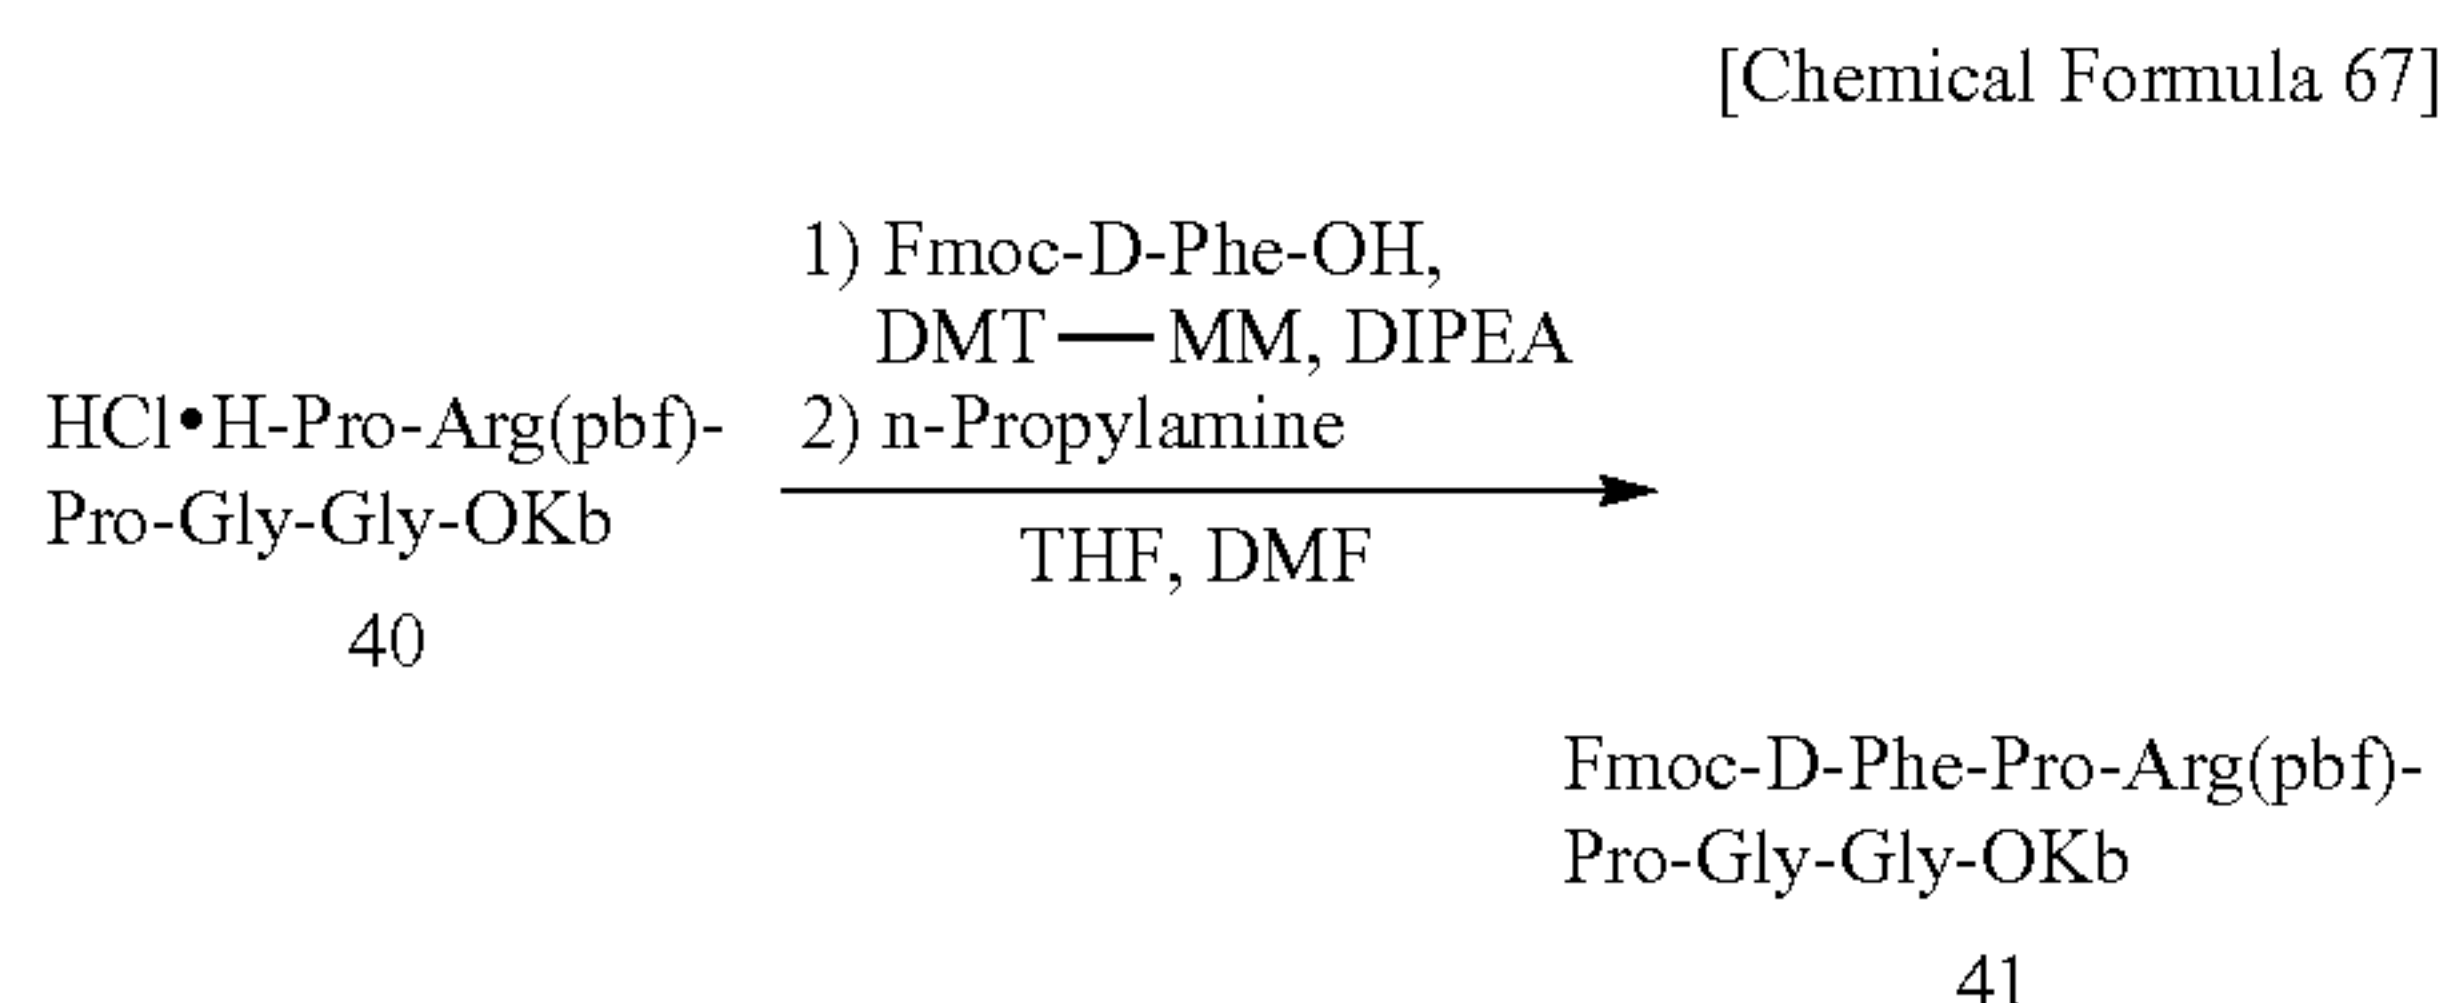 [Chemical Formula 67]
1) Fmoc-D-Phe-OH,
DMT—MM, DIPEA
2) n-Propylamine
THF, DMF
HCl•H-Pro-Arg(pbf)-
Pro-Gly-Gly-OKb
40
Fmoc-D-Phe-Pro-Arg(pbf)-
Pro-Gly-Gly-OKb
41